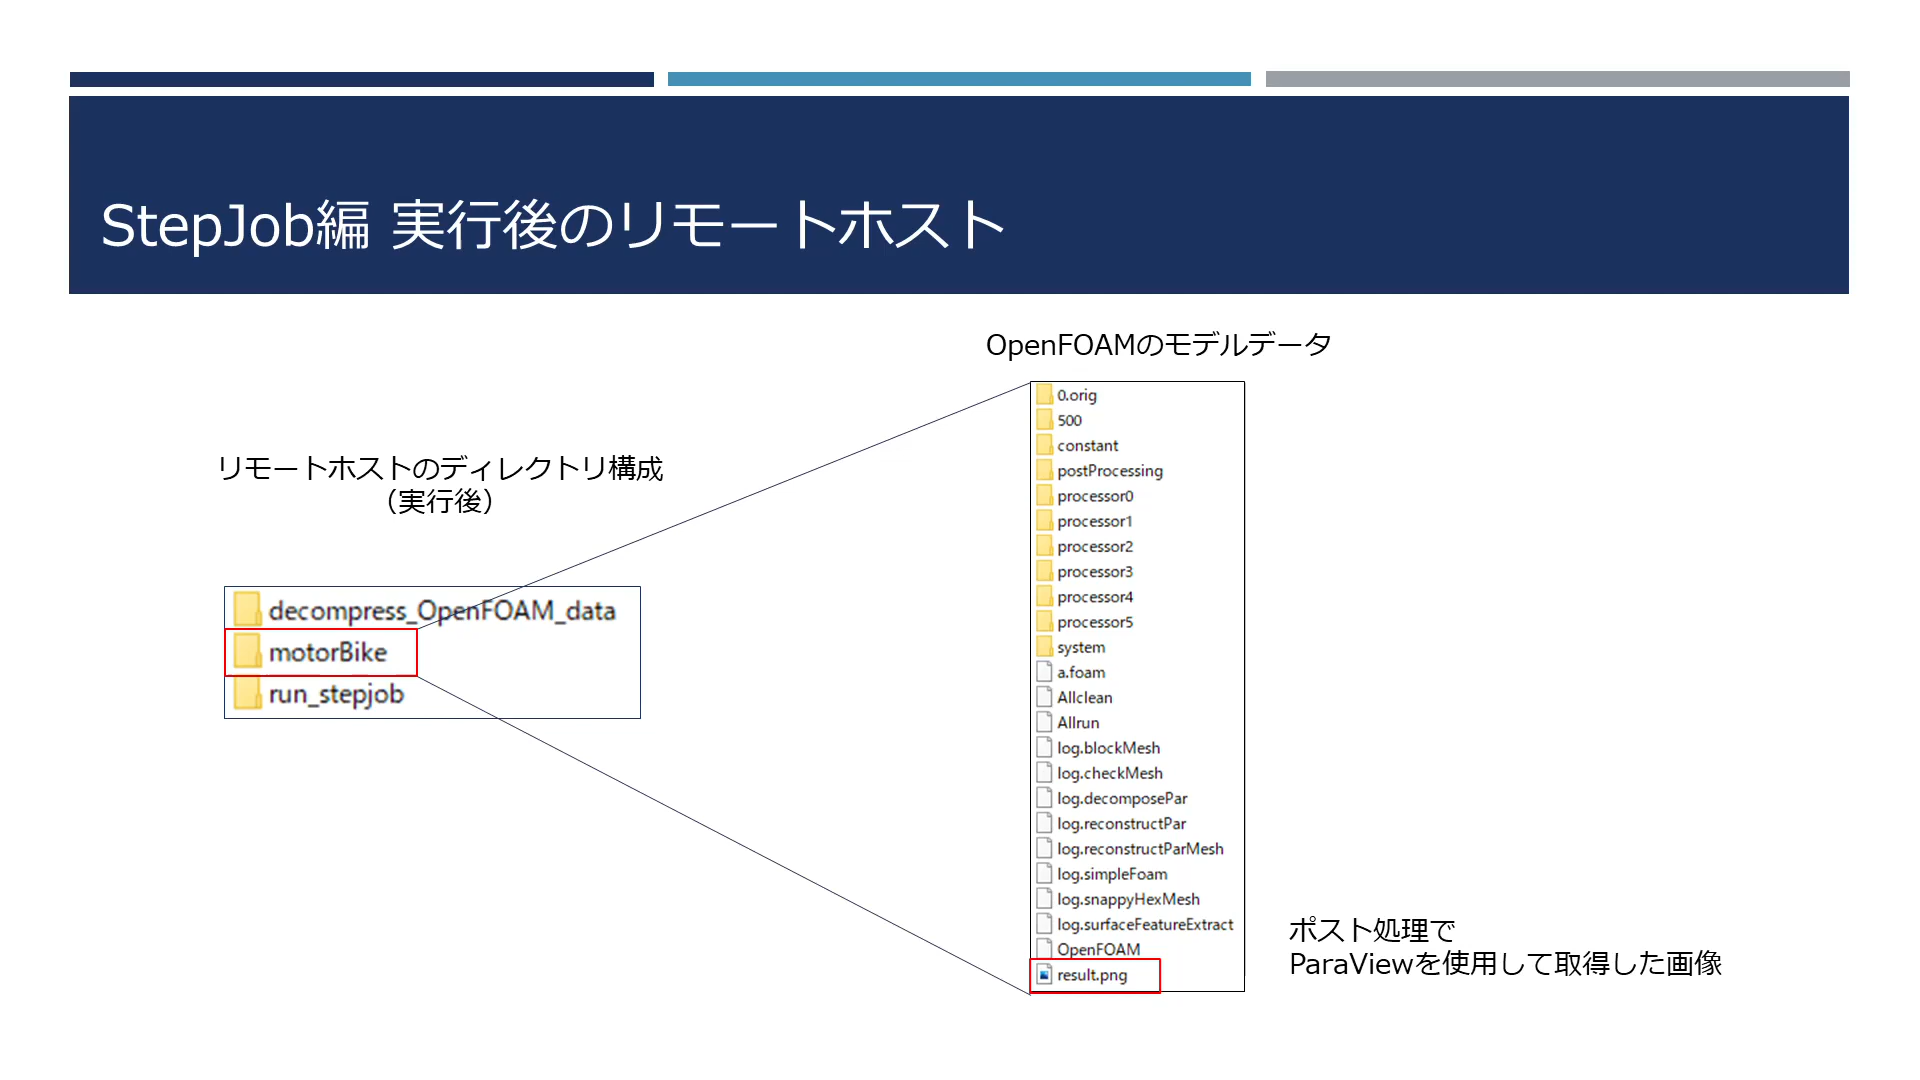 StepJob編 実行後のリモートホスト
リモートホストのディレクトリ構成
（実行後）
decompress_OpenFOAM_data
motorBike
run_stepjob
OpenFOAMのモデルデータ
0.orig
500
constant
postProcessing
processor0
processor1
processor2
processor3
processor4
processor5
system
a.foam
Allclean
Allrun
log.blockMesh
log.checkMesh
log.decomposePar
log.reconstructPar
log.reconstructParMesh
log.simpleFoam
log.snappyHexMesh
log.surfaceFeatureExtract
OpenFOAM
result.png
ポスト処理で
ParaViewを使用して取得した画像